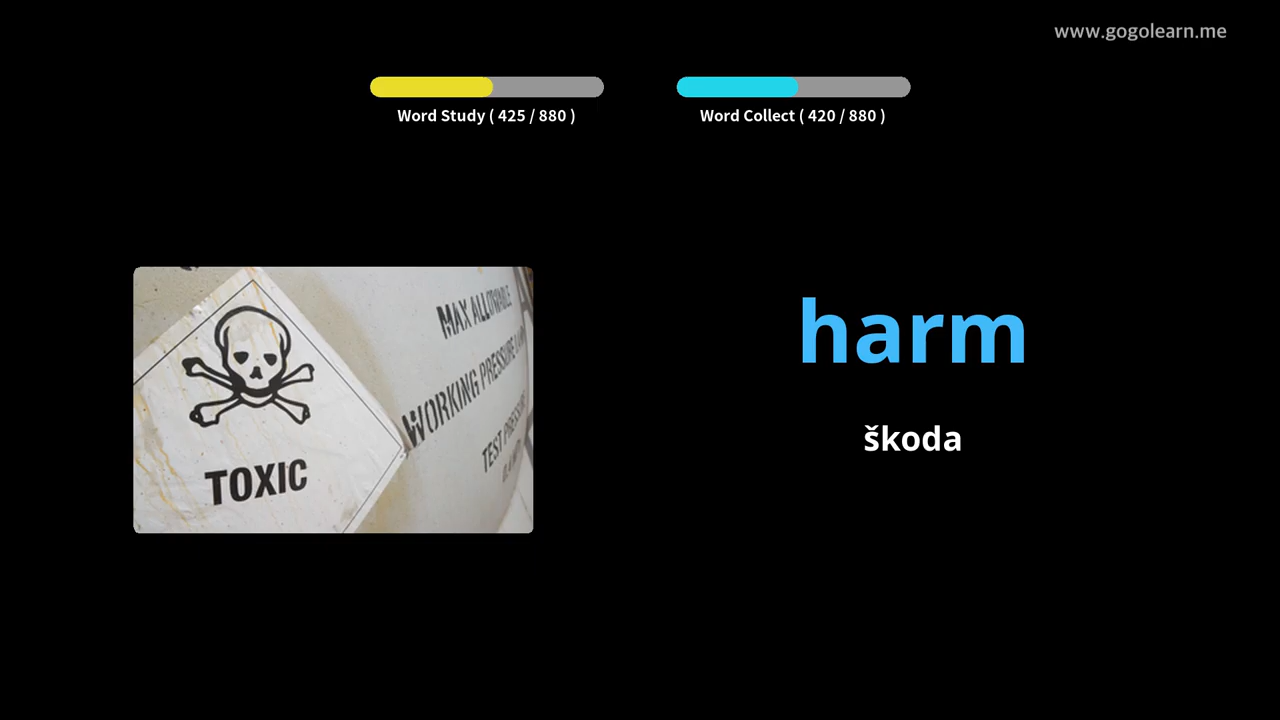 www.gogolearn.me
Word Study ( 425 / 880 )
Word Collect ( 420 / 880 )
harm
škoda
TOXIC
MAX ALLOWABLE
WORKING PRESSURE
TEST PRESSURE